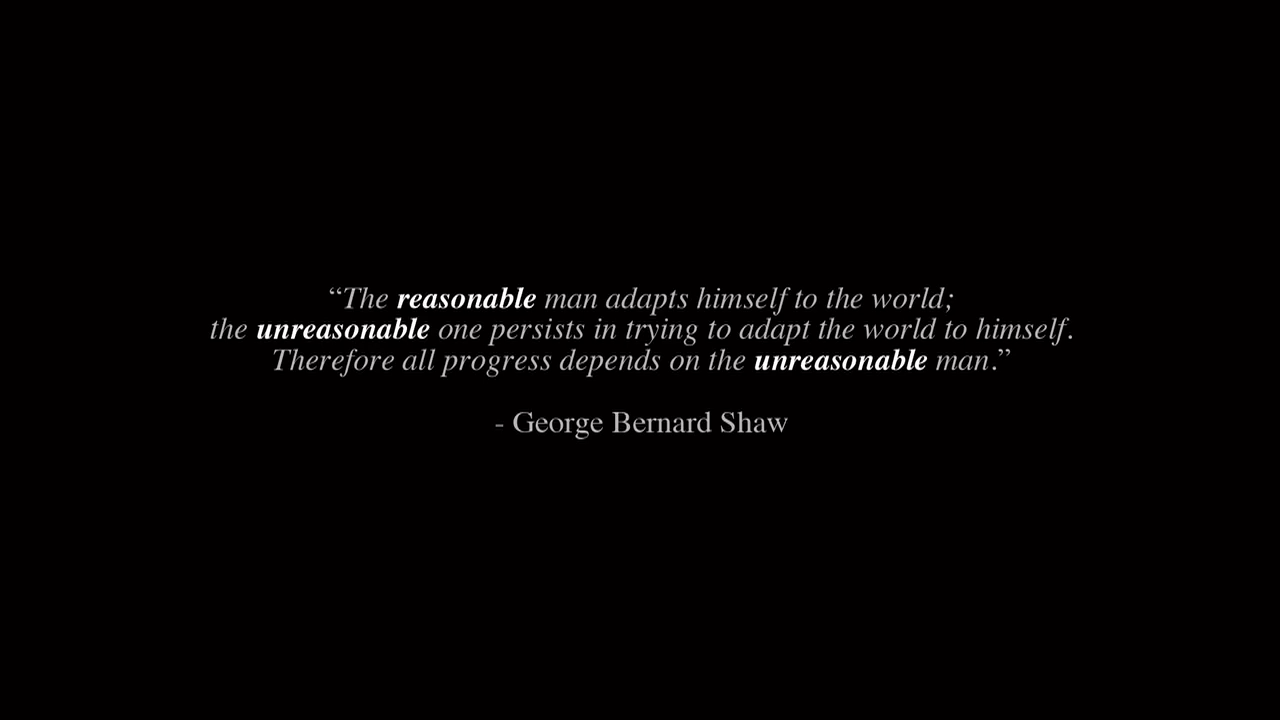 “The reasonable man adapts himself to the world;
the unreasonable one persists in trying to adapt the world to himself.
Therefore all progress depends on the unreasonable man.”
- George Bernard Shaw